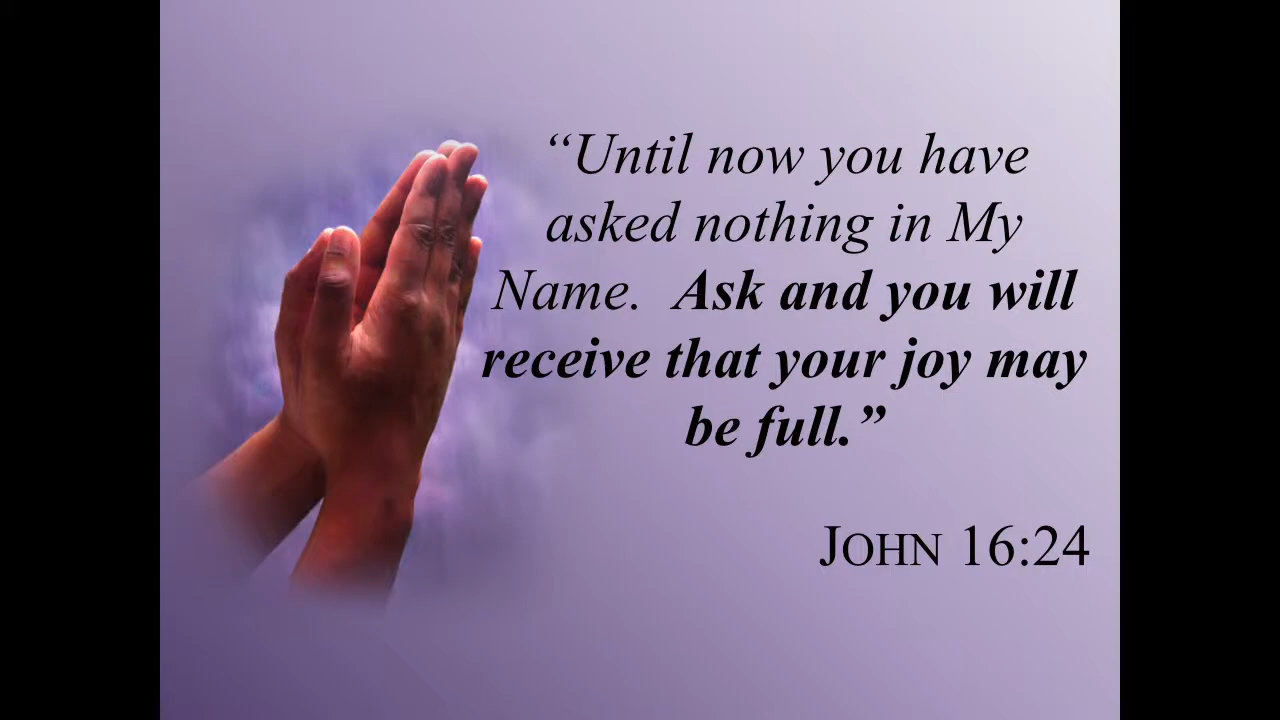 “Until now you have
asked nothing in My
Name.  Ask and you will
receive that your joy may
be full.”
JOHN 16:24